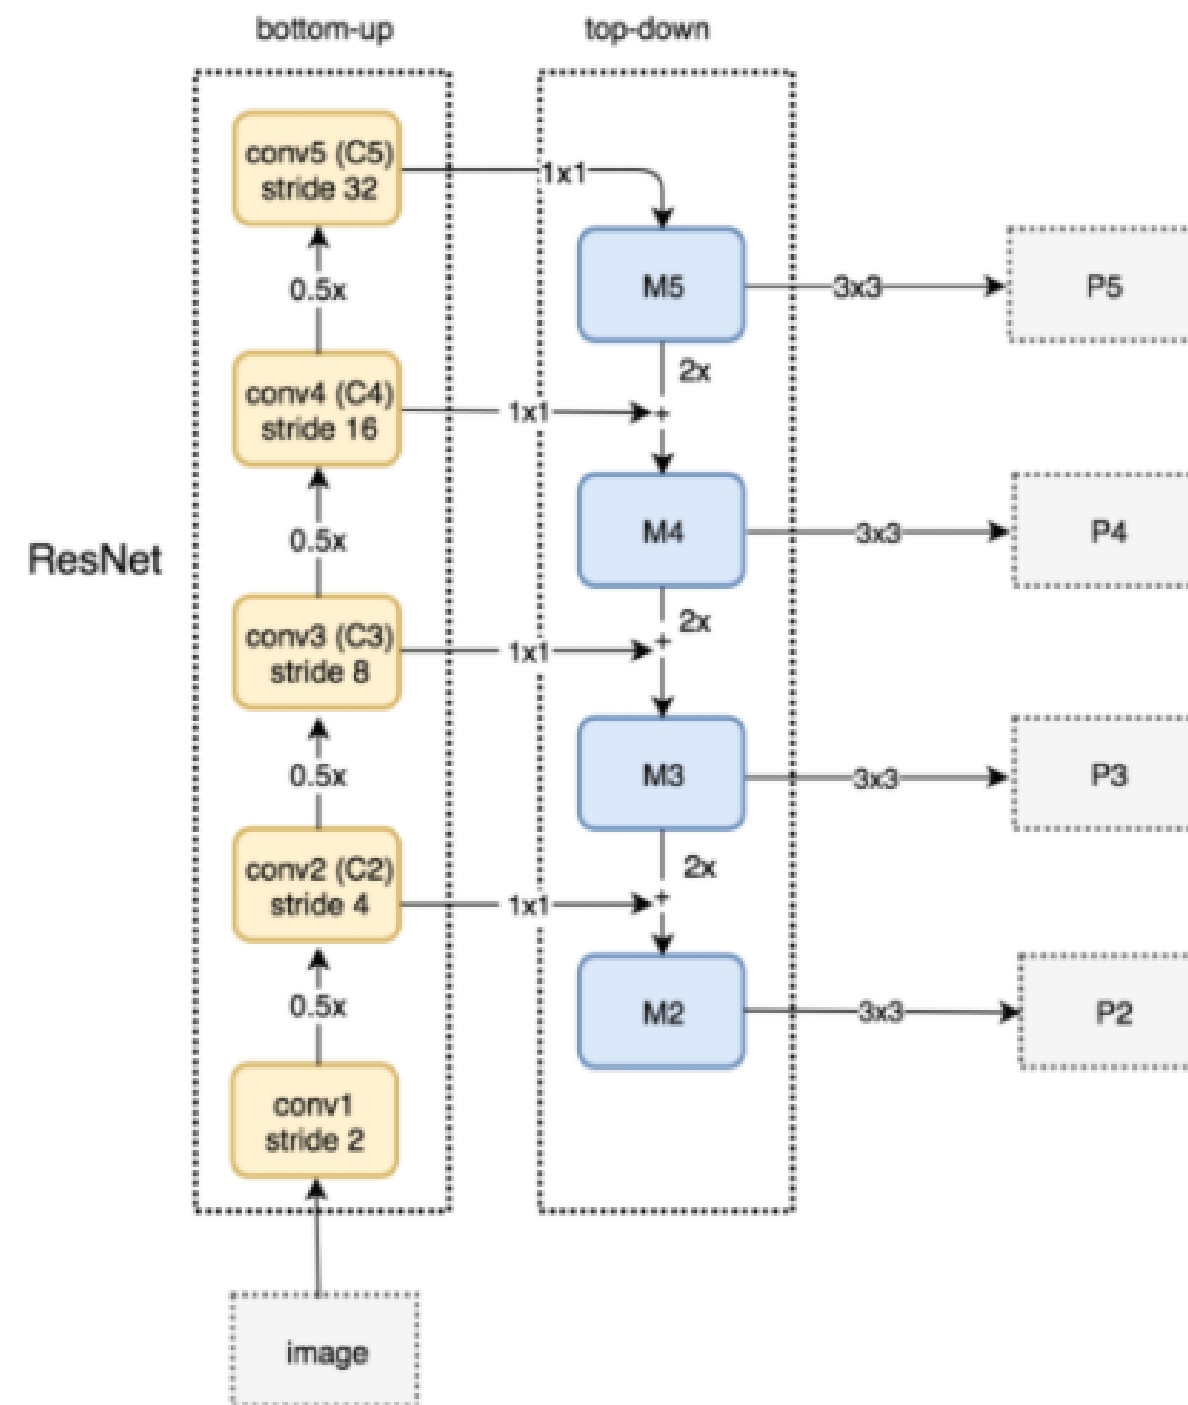 bottom-up
top-down
conv5 (C5)
stride 32
1x1
M5
3x3
P5
0.5x
2x
conv4 (C4)
stride 16
1x1
+
M4
3x3
P4
0.5x
ResNet
2x
conv3 (C3)
stride 8
1x1
+
M3
3x3
P3
0.5x
2x
conv2 (C2)
stride 4
1x1
+
M2
3x3
P2
0.5x
conv1
stride 2
image